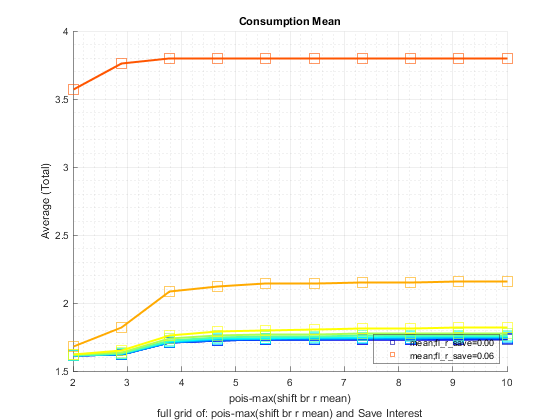 Consumption Mean
4
3.5
3
2.5
2
1.5
Average (Total)
mean;fl_r_save=0.00
mean;fl_r_save=0.06
2 3 4 5 6 7 8 9 10
pois-max(shift br r mean)
full grid of: pois-max(shift br r mean) and Save Interest